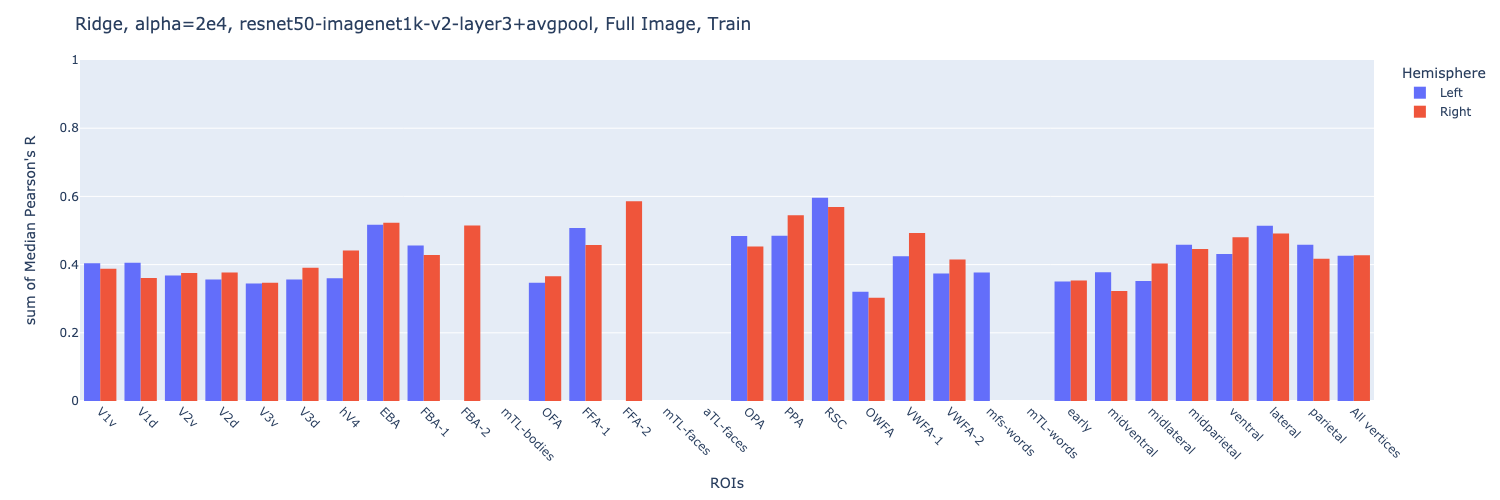 Ridge, alpha=2e4, resnet50-imagenet1k-v2-layer3+avgpool, Full Image, Train
Hemisphere
Left
Right
sum of Median Pearson's R
1
0.8
0.6
0.4
0.2
0
V1v
V1d
V2v
V2d
V3v
V3d
hV4
EBA
FBA-1
FBA-2
mTL-bodies
OFA
FFA-1
FFA-2
mTL-faces
aTL-faces
OPA
PPA
RSC
OWFA
VWFA-1
VWFA-2
mfs-words
mTL-words
early
midventral
midlateral
midparietal
ventral
lateral
parietal
All vertices
ROIs